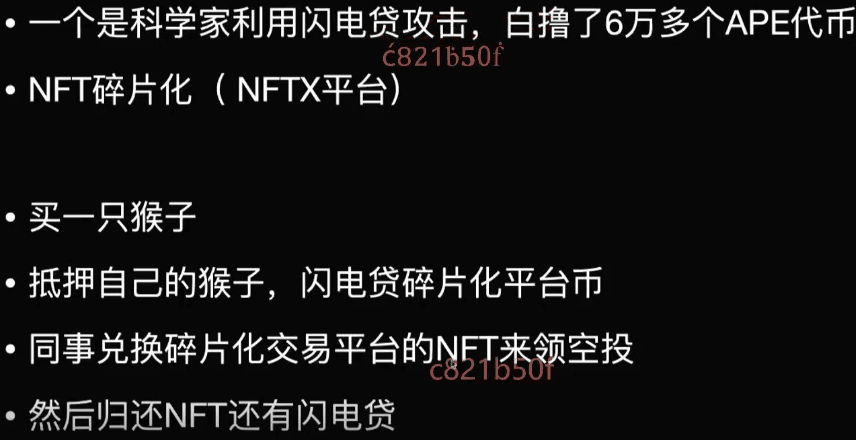 • 一个是科学家利用闪电贷攻击，白撸了6万多个APE代币
c821b50f
• NFT碎片化（ NFTX平台）
• 买一只猴子
• 抵押自己的猴子，闪电贷碎片化平台币
• 同事兑换碎片化交易平台的NFT来领空投
c821b50f
• 然后归还NFT还有闪电贷